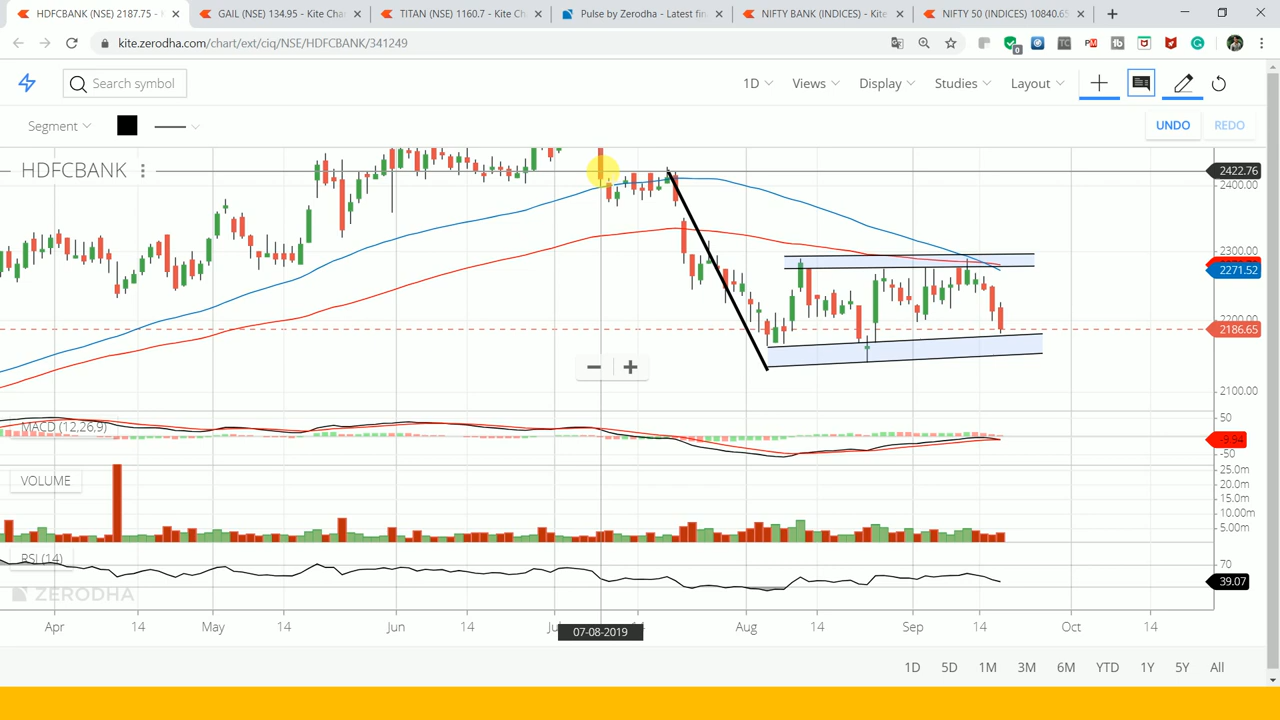 HDFCBANK (NSE) 2187.75 - K
GAIL (NSE) 134.95 - Kite Cha
TITAN (NSE) 1160.7 - Kite Ch
Pulse by Zerodha - Latest fin
NIFTY BANK (INDICES) - Kite
NIFTY 50 (INDICES) 10840.65
kite.zerodha.com/chart/ext/ciq/NSE/HDFCBANK/341249
Search symbol
1D
Views
Display
Studies
Layout
Segment
UNDO
REDO
HDFCBANK
2422.76
2400.00
2300.00
2271.52
2200.00
2186.65
2100.00
MACD (12,26,9)
50
-9.94
-50
VOLUME
25.0m
20.0m
15.0m
10.00m
5.00m
RSI (14)
70
39.07
ZERODHA
Apr 14 May 14 Jun 14 Aug 14 Sep 14 Oct 14
07-08-2019
1D 5D 1M 3M 6M YTD 1Y 5Y All